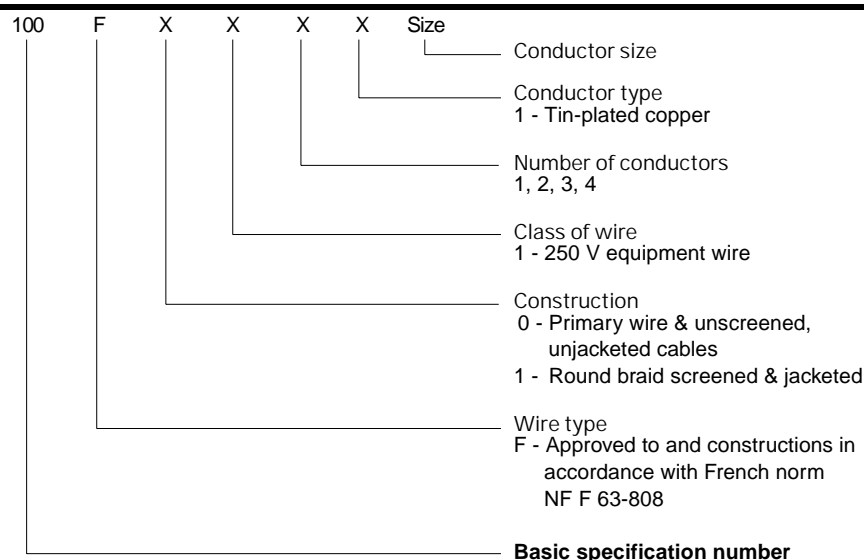 100 F X X X X Size
Conductor size
Conductor type
1 - Tin-plated copper
Number of conductors
1, 2, 3, 4
Class of wire
1 - 250 V equipment wire
Construction
0 - Primary wire & unscreened,
unjacketed cables
1 - Round braid screened & jacketed
Wire type
F - Approved to and constructions in
accordance with French norm
NF F 63-808
Basic specification number